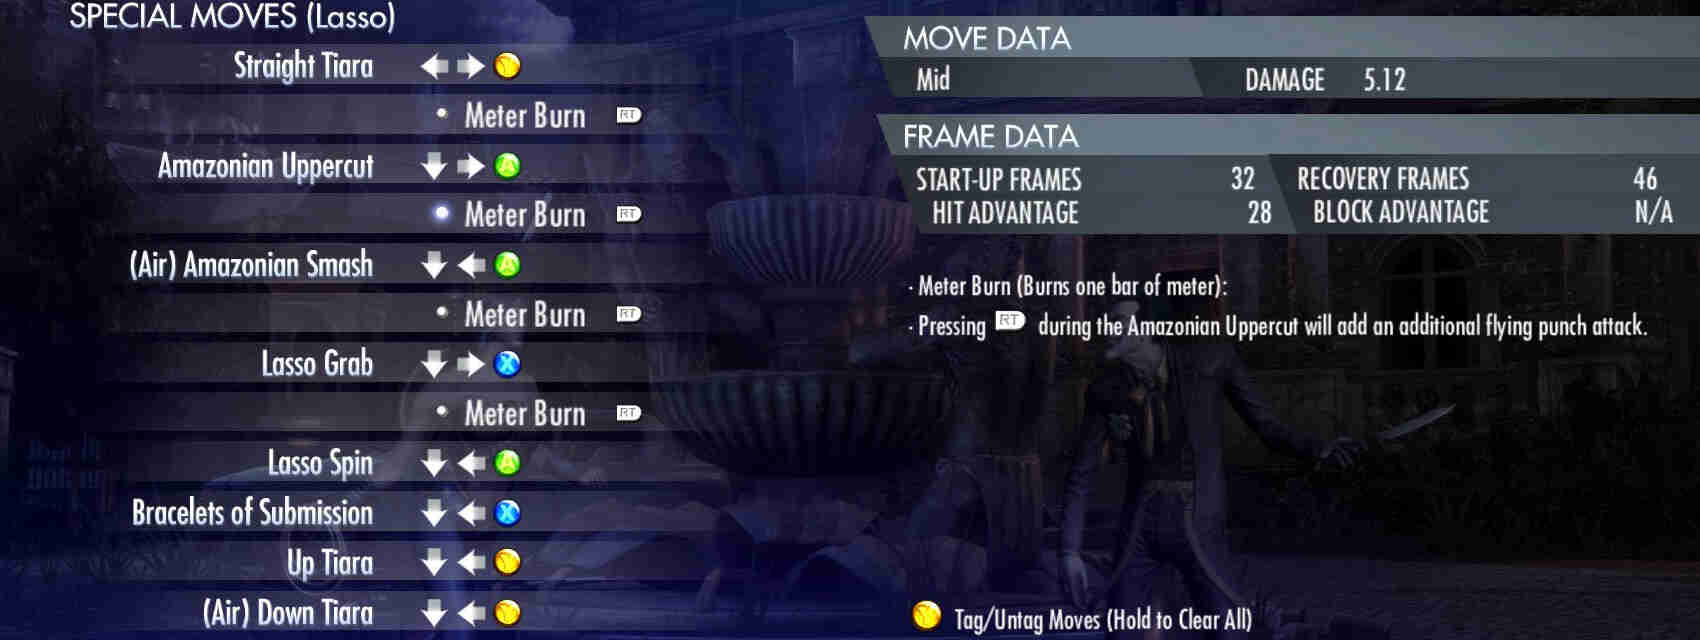 SPECIAL MOVES (Lasso)
Straight Tiara Y
Meter Burn RT
Amazonian Uppercut A
Meter Burn RT
(Air) Amazonian Smash A
Meter Burn RT
Lasso Grab X
Meter Burn RT
Lasso Spin A
Bracelets of Submission X
Up Tiara Y
(Air) Down Tiara Y
MOVE DATA
Mid DAMAGE 5.12
FRAME DATA
START-UP FRAMES 32 RECOVERY FRAMES 46
HIT ADVANTAGE 28 BLOCK ADVANTAGE N/A
· Meter Burn (Burns one bar of meter):
· Pressing RT during the Amazonian Uppercut will add an additional flying punch attack.
Y Tag/Untag Moves (Hold to Clear All)